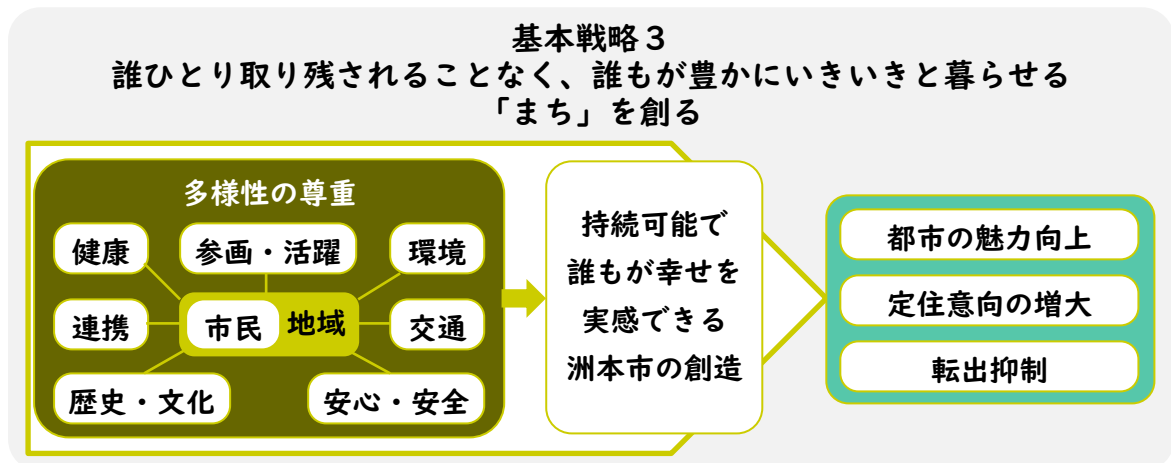 基本戦略３
誰ひとり取り残されることなく、誰もが豊かにいきいきと暮らせる
「まち」を創る
多様性の尊重
健康
参画・活躍
環境
連携
市民
地域
交通
歴史・文化
安心・安全
持続可能で
誰もが幸せを
実感できる
洲本市の創造
都市の魅力向上
定住意向の増大
転出抑制